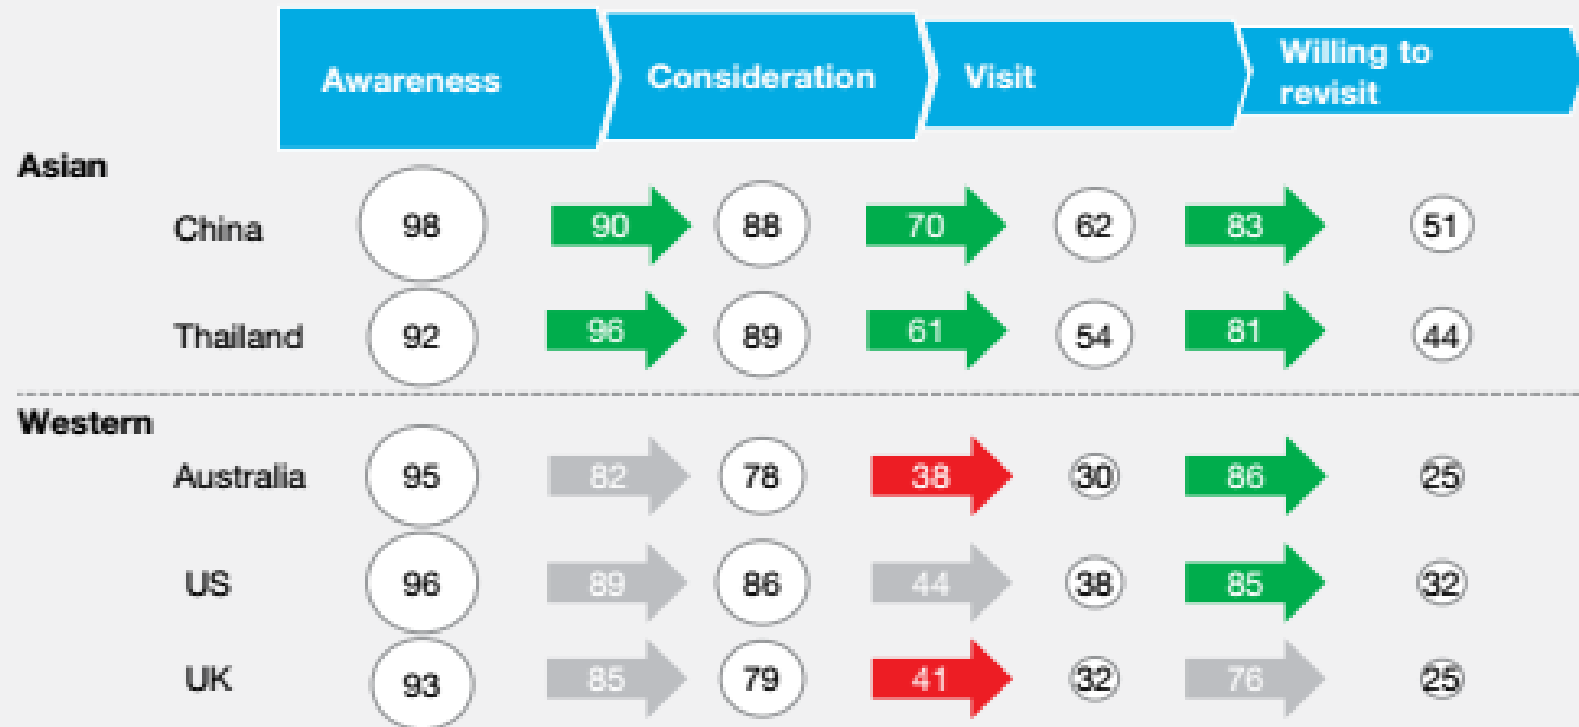 Awareness
Consideration
Visit
Willing to
revisit
Asian
China 98 90 88 70 62 83 51
Thailand 92 96 89 61 54 81 44
Western
Australia 95 82 78 38 30 86 25
US 96 89 86 44 38 85 32
UK 93 85 79 41 32 76 25